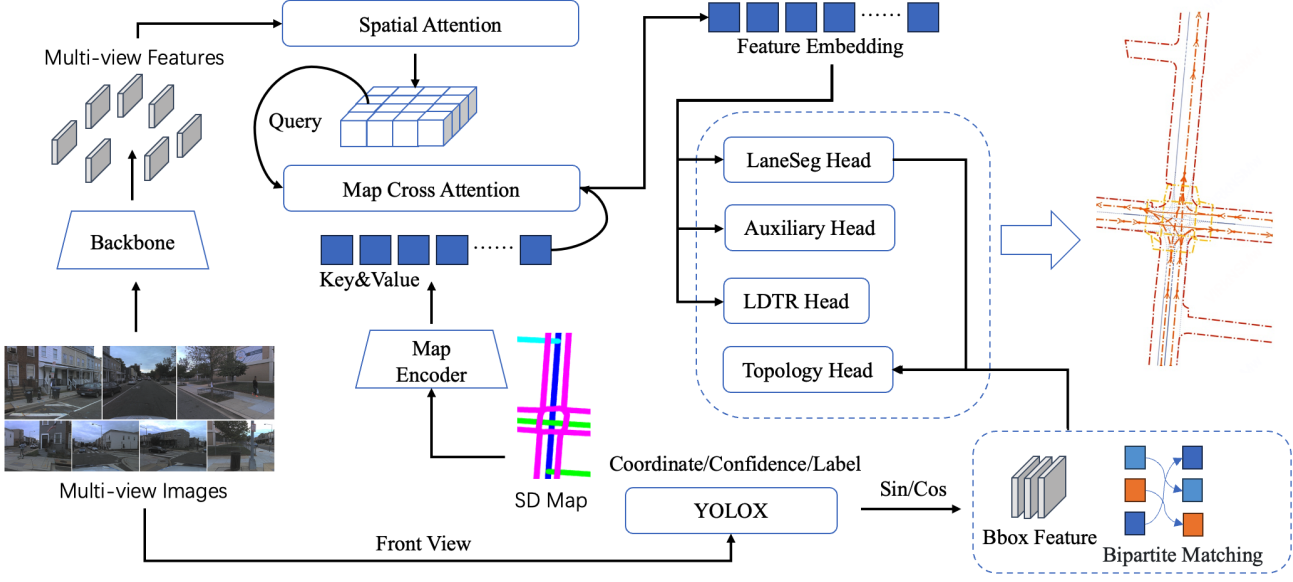 Spatial Attention
Multi-view Features
Feature Embedding
Query
LaneSeg Head
Map Cross Attention
Backbone
Auxiliary Head
Key&Value
LDTR Head
Map
Encoder
Topology Head
Coordinate/Confidence/Label
Multi-view Images
SD Map
YOLOX
Sin/Cos
Front View
Bbox Feature
Bipartite Matching